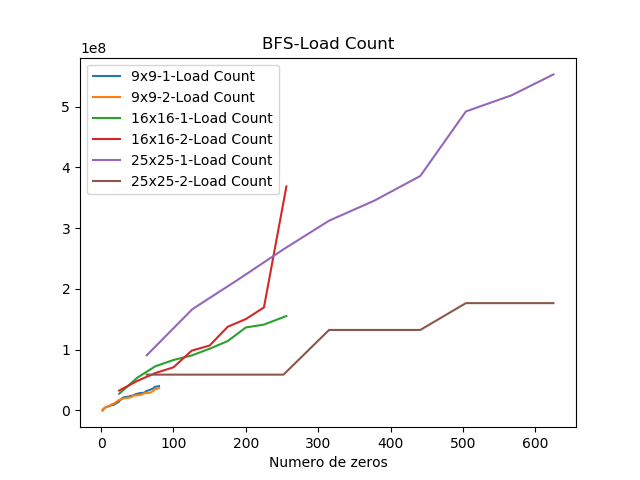 BFS-Load Count
1e8
9x9-1-Load Count
9x9-2-Load Count
16x16-1-Load Count
16x16-2-Load Count
25x25-1-Load Count
25x25-2-Load Count
5
4
3
2
1
0
0 100 200 300 400 500 600
Numero de zeros